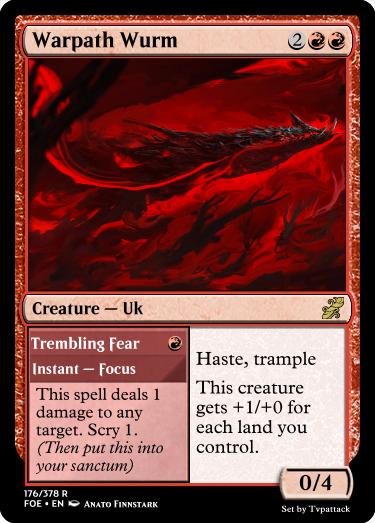 Warpath Wurm 2
Creature — Uk
Trembling Fear
Instant — Focus
This spell deals 1
damage to any
target. Scry 1.
(Then put this into
your sanctum)
Haste, trample
This creature
gets +1/+0 for
each land you
control.
0/4
176/378 R
FOE • EN Anato Finnstark
Set by Tvpattack